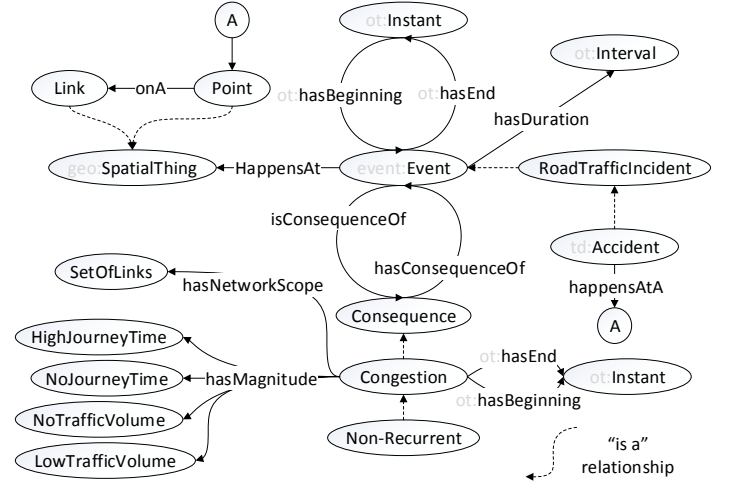 A
ot:Instant
ot:Interval
Link
onA
Point
ot:hasBeginning
ot:hasEnd
hasDuration
geo:SpatialThing
HappensAt
event:Event
RoadTrafficIncident
isConsequenceOf
td:Accident
hasConsequenceOf
SetOfLinks
hasNetworkScope
happensAtA
Consequence
A
HighJourneyTime
ot:hasEnd
NoJourneyTime
hasMagnitude
Congestion
ot:Instant
ot:hasBeginning
NoTrafficVolume
Non-Recurrent
LowTrafficVolume
"is a"
relationship